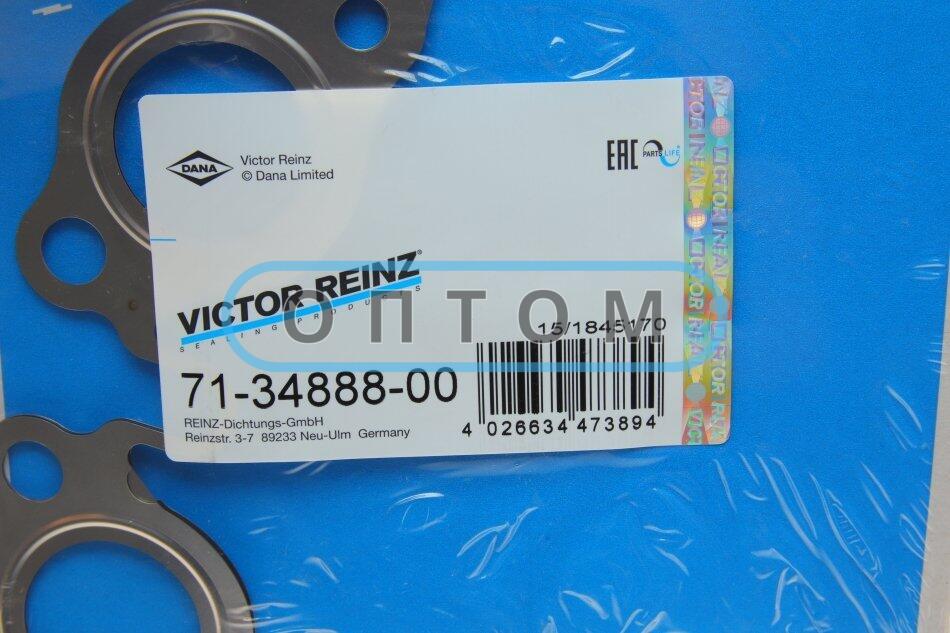 DANA
Victor Reinz
© Dana Limited
EAC
PARTS LIFE
VICTOR REINZ®
SEALING PRODUCTS
ОПТОМ
15/1845170
71-34888-00
REINZ-Dichtungs-GmbH
Reinzstr. 3-7 89233 Neu-Ulm Germany
4 026634 473894